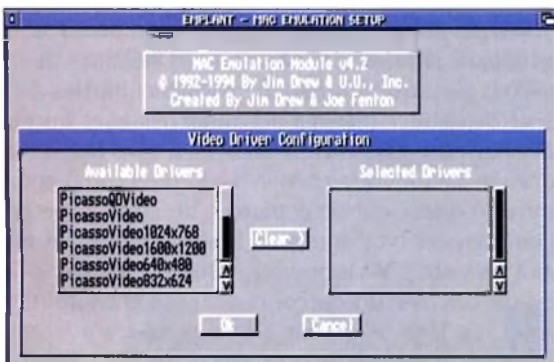 EMPLANT - MAC EMULATION SETUP
MAC Emulation Module v4.2
© 1992-1994 By Jim Drew & U.U., Inc.
Created By Jim Drew & Joe Fenton
Video Driver Configuration
Available Drivers
Selected Drivers
PicassoQDVideo
PicassoVideo
PicassoVideo1024x768
PicassoVideo1600x1200
PicassoVideo640x480
PicassoVideo832x624
Clear >
Ok
Cancel